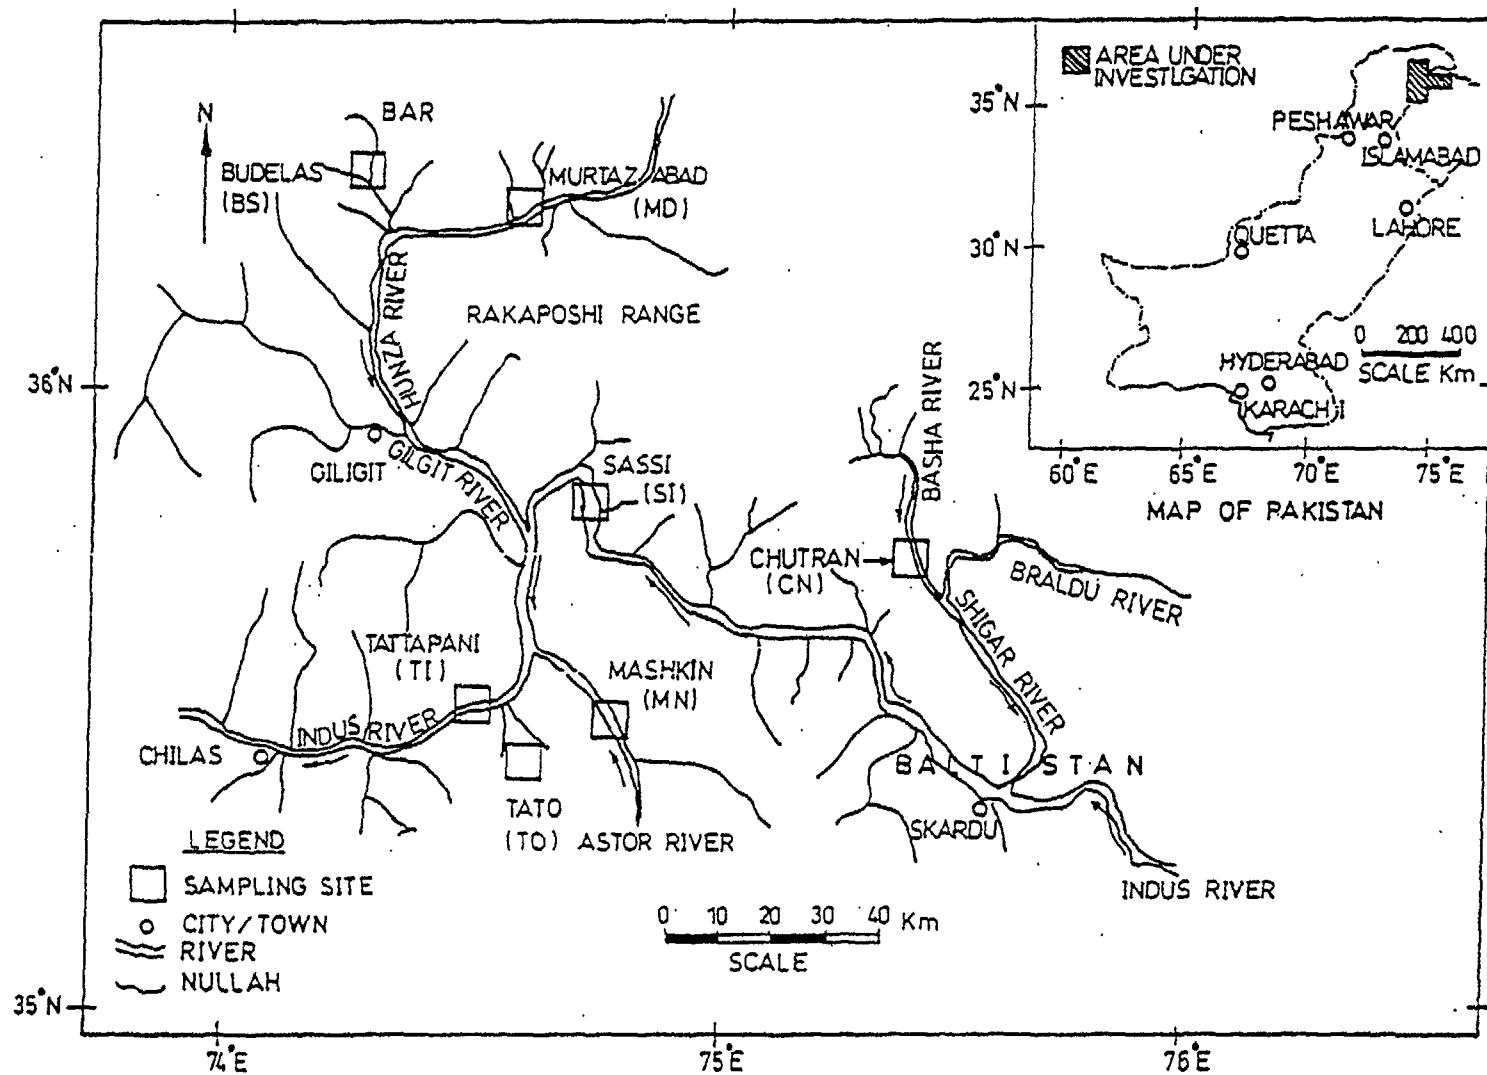 N
BAR
BUDELAS
(BS)
MURTAZ ABAD
(MD)
HUNZA RIVER
RAKAPOSHI RANGE
36°N
GILIGIT
GILGIT RIVER
SASSI
(SI)
BASHA RIVER
CHUTRAN
(CN)
BRALDU RIVER
SHIGAR RIVER
TATTAPANI
(TI)
MASHKIN
(MN)
INDUS RIVER
CHILAS
BALTISTAN
TATO
(TO)
ASTOR RIVER
SKARDU
INDUS RIVER
LEGEND
SAMPLING SITE
CITY/TOWN
RIVER
NULLAH
0 10 20 30 40 Km
SCALE
35°N
74°E
75°E
76°E
AREA UNDER
INVESTLGATION
35°N
PESHAWAR
ISLAMABAD
LAHORE
30°N
QUETTA
0 200 400
SCALE Km
HYDERABAD
25°N
KARACHI
60°E
65°E
70°E
75°E
MAP OF PAKISTAN